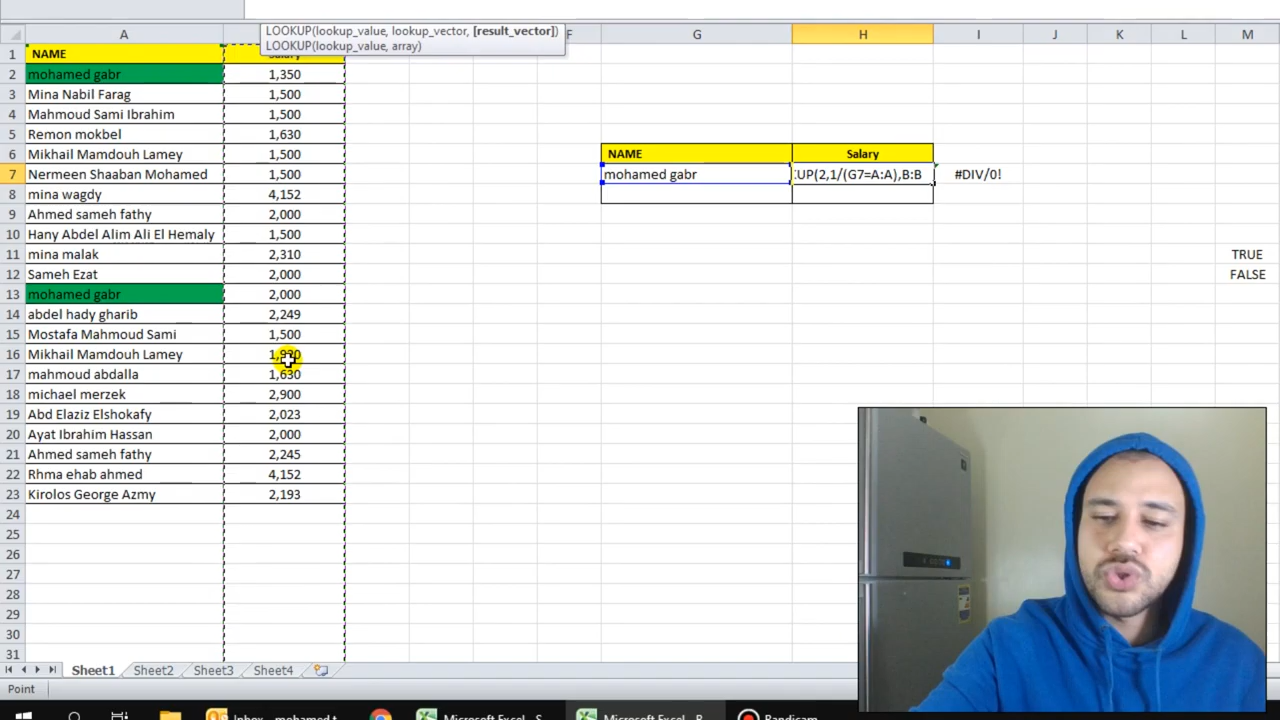 LOOKUP(lookup_value, lookup_vector, [result_vector])
LOOKUP(lookup_value, array)
A F G H I J K L M
1 NAME Salary
2 mohamed gabr 1,350
3 Mina Nabil Farag 1,500
4 Mahmoud Sami Ibrahim 1,500
5 Remon mokbel 1,630
6 Mikhail Mamdouh Lamey 1,500 NAME Salary
7 Nermeen Shaaban Mohamed 1,500 mohamed gabr :UP(2,1/(G7=A:A),B:B #DIV/0!
8 mina wagdy 4,152
9 Ahmed sameh fathy 2,000
10 Hany Abdel Alim Ali El Hemaly 1,500
11 mina malak 2,310 TRUE
12 Sameh Ezat 2,000 FALSE
13 mohamed gabr 2,000
14 abdel hady gharib 2,249
15 Mostafa Mahmoud Sami 1,500
16 Mikhail Mamdouh Lamey
17 mahmoud abdalla 1,630
18 michael merzek 2,900
19 Abd Elaziz Elshokafy 2,023
20 Ayat Ibrahim Hassan 2,000
21 Ahmed sameh fathy 2,245
22 Rhma ehab ahmed 4,152
23 Kirolos George Azmy 2,193
24
25
26
27
28
29
30
31
Sheet1 Sheet2 Sheet3 Sheet4
Point
Inbox - mohamed t Microsoft Excel - S Microsoft Excel - B Bandicam